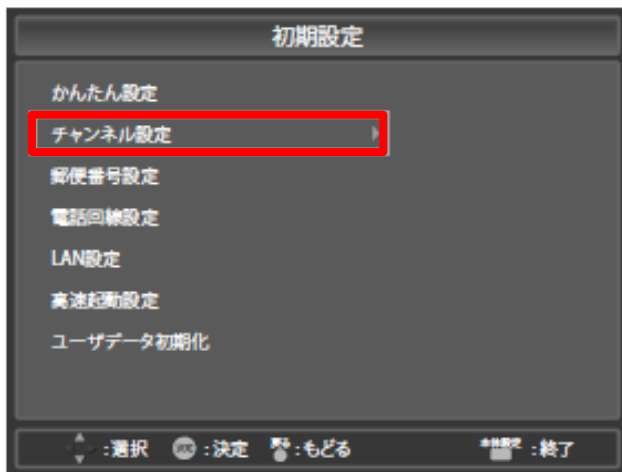 初期設定
かんたん設定
チャンネル設定
郵便番号設定
電話回線設定
LAN設定
高速起動設定
ユーザデータ初期化
:選択 :決定 戻る :もどる :終了